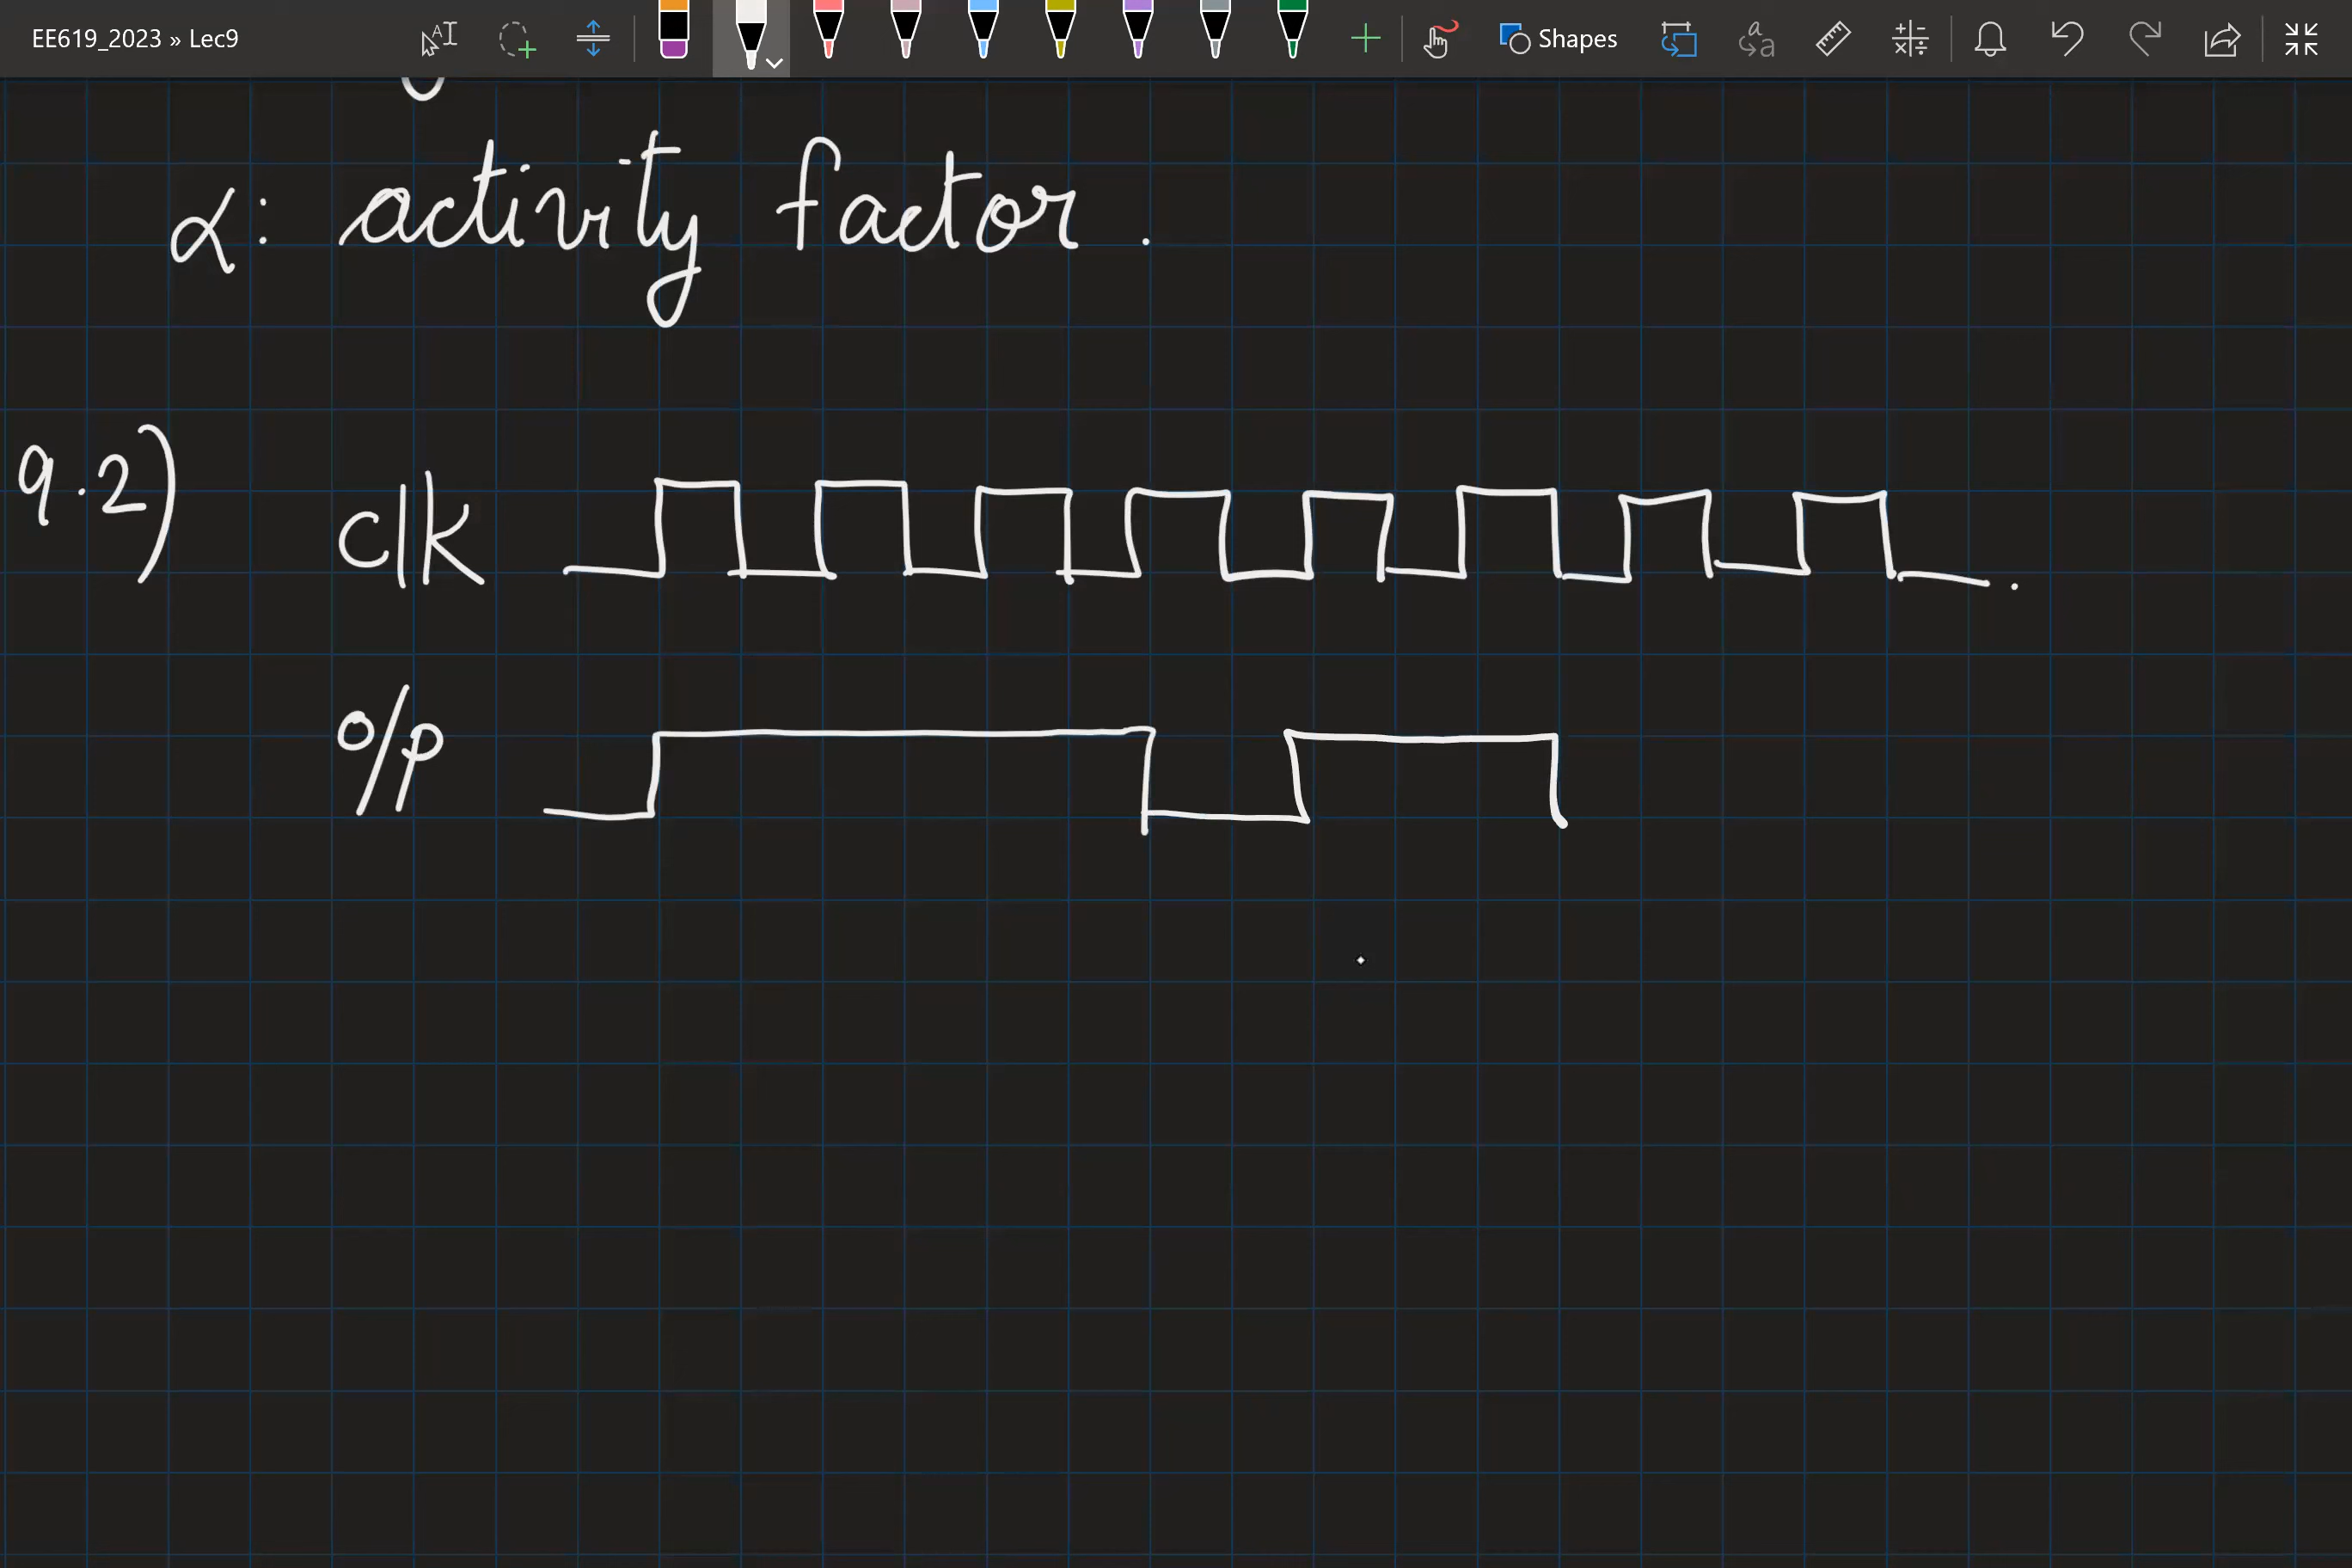 EE619_2023 » Lec9
Shapes
α: activity factor .
9.2) clk
o/p